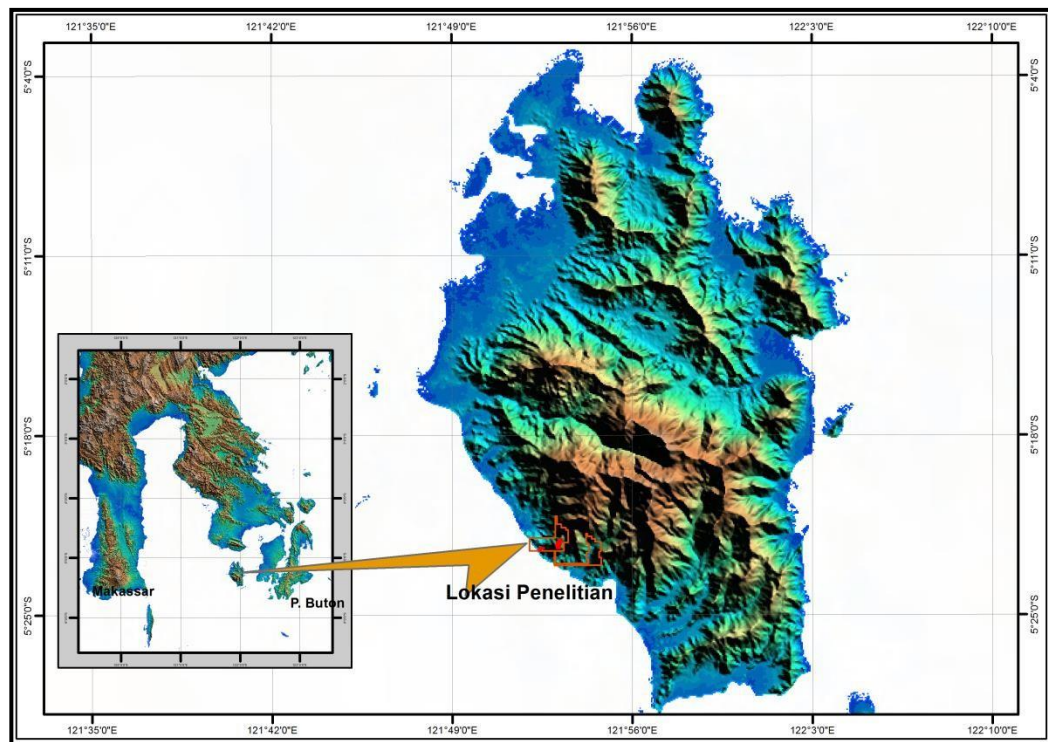 121°35'0"E 121°42'0"E 121°49'0"E 121°56'0"E 122°3'0"E 122°10'0"E
5°4'0"S 5°4'0"S
5°11'0"S 5°11'0"S
5°18'0"S 5°18'0"S
Makassar
P. Buton
Lokasi Penelitian
5°25'0"S 5°25'0"S
121°35'0"E 121°42'0"E 121°49'0"E 121°56'0"E 122°3'0"E 122°10'0"E